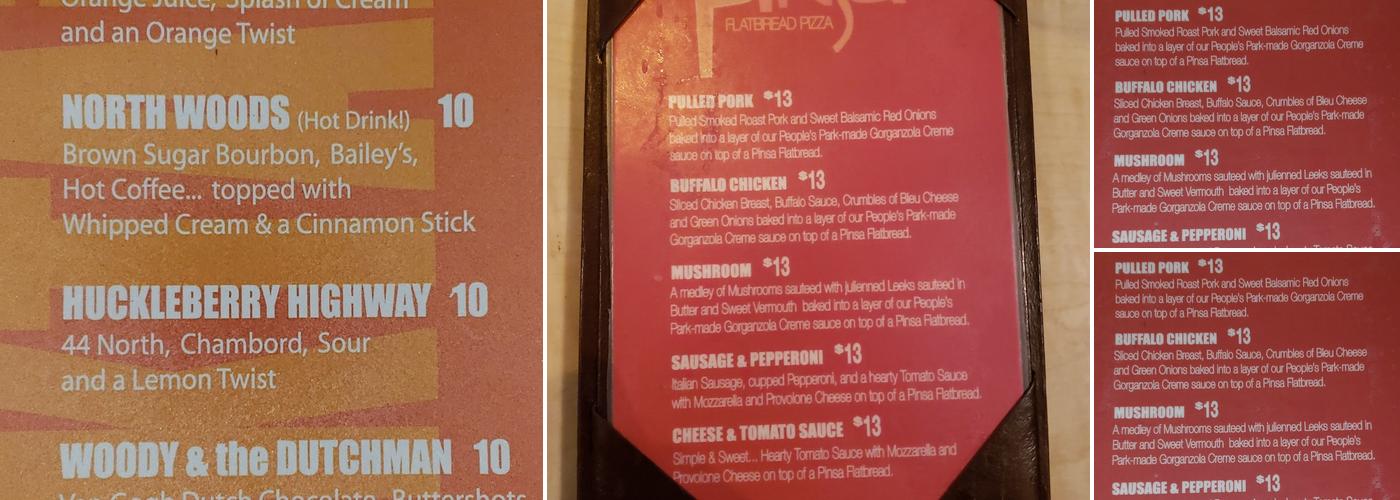 Orange Juice, Splash of Cream
and an Orange Twist
NORTH WOODS (Hot Drink!) 10
Brown Sugar Bourbon, Bailey's,
Hot Coffee... topped with
Whipped Cream & a Cinnamon Stick
HUCKLEBERRY HIGHWAY 10
44 North, Chambord, Sour
and a Lemon Twist
WOODY & the DUTCHMAN 10
Van Gogh Dutch Chocolate, Buttershots
Pinsa
FLATBREAD PIZZA
PULLED PORK $13
Pulled Smoked Roast Pork and Sweet Balsamic Red Onions
baked into a layer of our People's Park-made Gorganzola Creme
sauce on top of a Pinsa Flatbread.
BUFFALO CHICKEN $13
Sliced Chicken Breast, Buffalo Sauce, Crumbles of Bleu Cheese
and Green Onions baked into a layer of our People's Park-made
Gorganzola Creme sauce on top of a Pinsa Flatbread.
MUSHROOM $13
A medley of Mushrooms sauteed with julienned Leeks sauteed in
Butter and Sweet Vermouth baked into a layer of our People's
Park-made Gorganzola Creme sauce on top of a Pinsa Flatbread.
SAUSAGE & PEPPERONI $13
Italian Sausage, cupped Pepperoni, and a hearty Tomato Sauce
with Mozzarella and Provolone Cheese on top of a Pinsa Flatbread.
CHEESE & TOMATO SAUCE $13
Simple & Sweet... Hearty Tomato Sauce with Mozzarella and
Provolone Cheese on top of a Pinsa Flatbread.
PULLED PORK $13
Pulled Smoked Roast Pork and Sweet Balsamic Red Onions
baked into a layer of our People's Park-made Gorganzola Creme
sauce on top of a Pinsa Flatbread.
BUFFALO CHICKEN $13
Sliced Chicken Breast, Buffalo Sauce, Crumbles of Bleu Cheese
and Green Onions baked into a layer of our People's Park-made
Gorganzola Creme sauce on top of a Pinsa Flatbread.
MUSHROOM $13
A medley of Mushrooms sauteed with julienned Leeks sauteed in
Butter and Sweet Vermouth baked into a layer of our People's
Park-made Gorganzola Creme sauce on top of a Pinsa Flatbread.
SAUSAGE & PEPPERONI $13
PULLED PORK $13
Pulled Smoked Roast Pork and Sweet Balsamic Red Onions
baked into a layer of our People's Park-made Gorganzola Creme
sauce on top of a Pinsa Flatbread.
BUFFALO CHICKEN $13
Sliced Chicken Breast, Buffalo Sauce, Crumbles of Bleu Cheese
and Green Onions baked into a layer of our People's Park-made
Gorganzola Creme sauce on top of a Pinsa Flatbread.
MUSHROOM $13
A medley of Mushrooms sauteed with julienned Leeks sauteed in
Butter and Sweet Vermouth baked into a layer of our People's
Park-made Gorganzola Creme sauce on top of a Pinsa Flatbread.
SAUSAGE & PEPPERONI $13